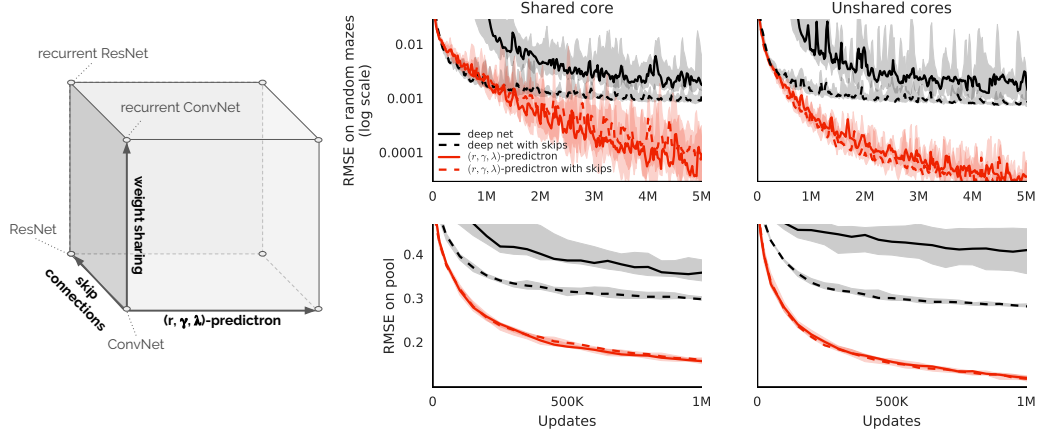 recurrent ResNet
recurrent ConvNet
weight sharing
ResNet
skip
connections
(r, γ, λ)-predictron
ConvNet
Shared core
Unshared cores
RMSE on random mazes
(log scale)
0.01
0.001
0.0001
deep net
deep net with skips
(r, γ, λ)-predictron
(r, γ, λ)-predictron with skips
0 1M 2M 3M 4M 5M
0 1M 2M 3M 4M 5M
RMSE on pool
0.4
0.3
0.2
0 500K 1M
0 500K 1M
Updates
Updates